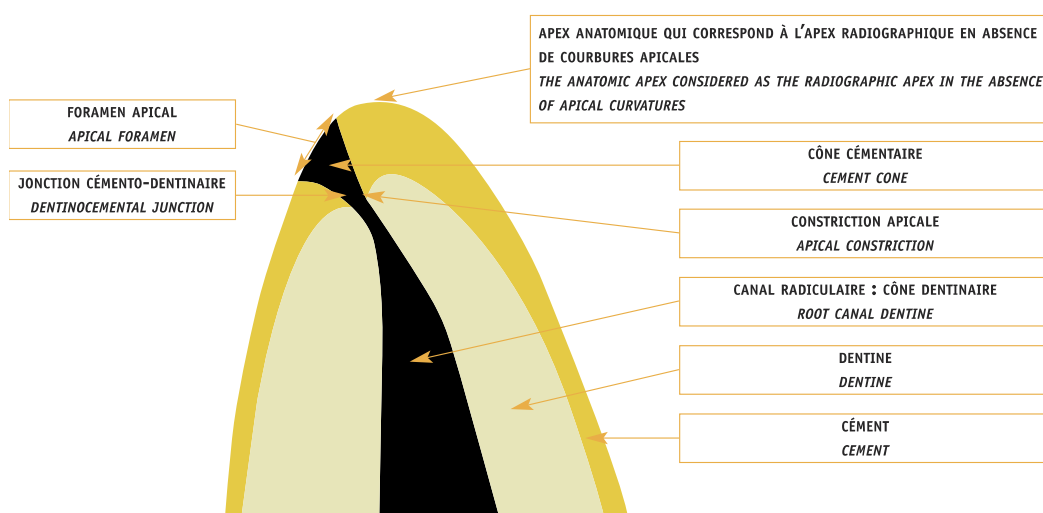 APEX ANATOMIQUE QUI CORRESPOND À L'APEX RADIOGRAPHIQUE EN ABSENCE
DE COURBURES APICALES
THE ANATOMIC APEX CONSIDERED AS THE RADIOGRAPHIC APEX IN THE ABSENCE
OF APICAL CURVATURES
FORAMEN APICAL
APICAL FORAMEN
JONCTION CÉMENTO-DENTINAIRE
DENTINOCEMENTAL JUNCTION
CÔNE CÉMENTAIRE
CEMENT CONE
CONSTRICTION APICALE
APICAL CONSTRICTION
CANAL RADICULAIRE : CÔNE DENTINAIRE
ROOT CANAL DENTINE
DENTINE
DENTINE
CÉMENT
CEMENT